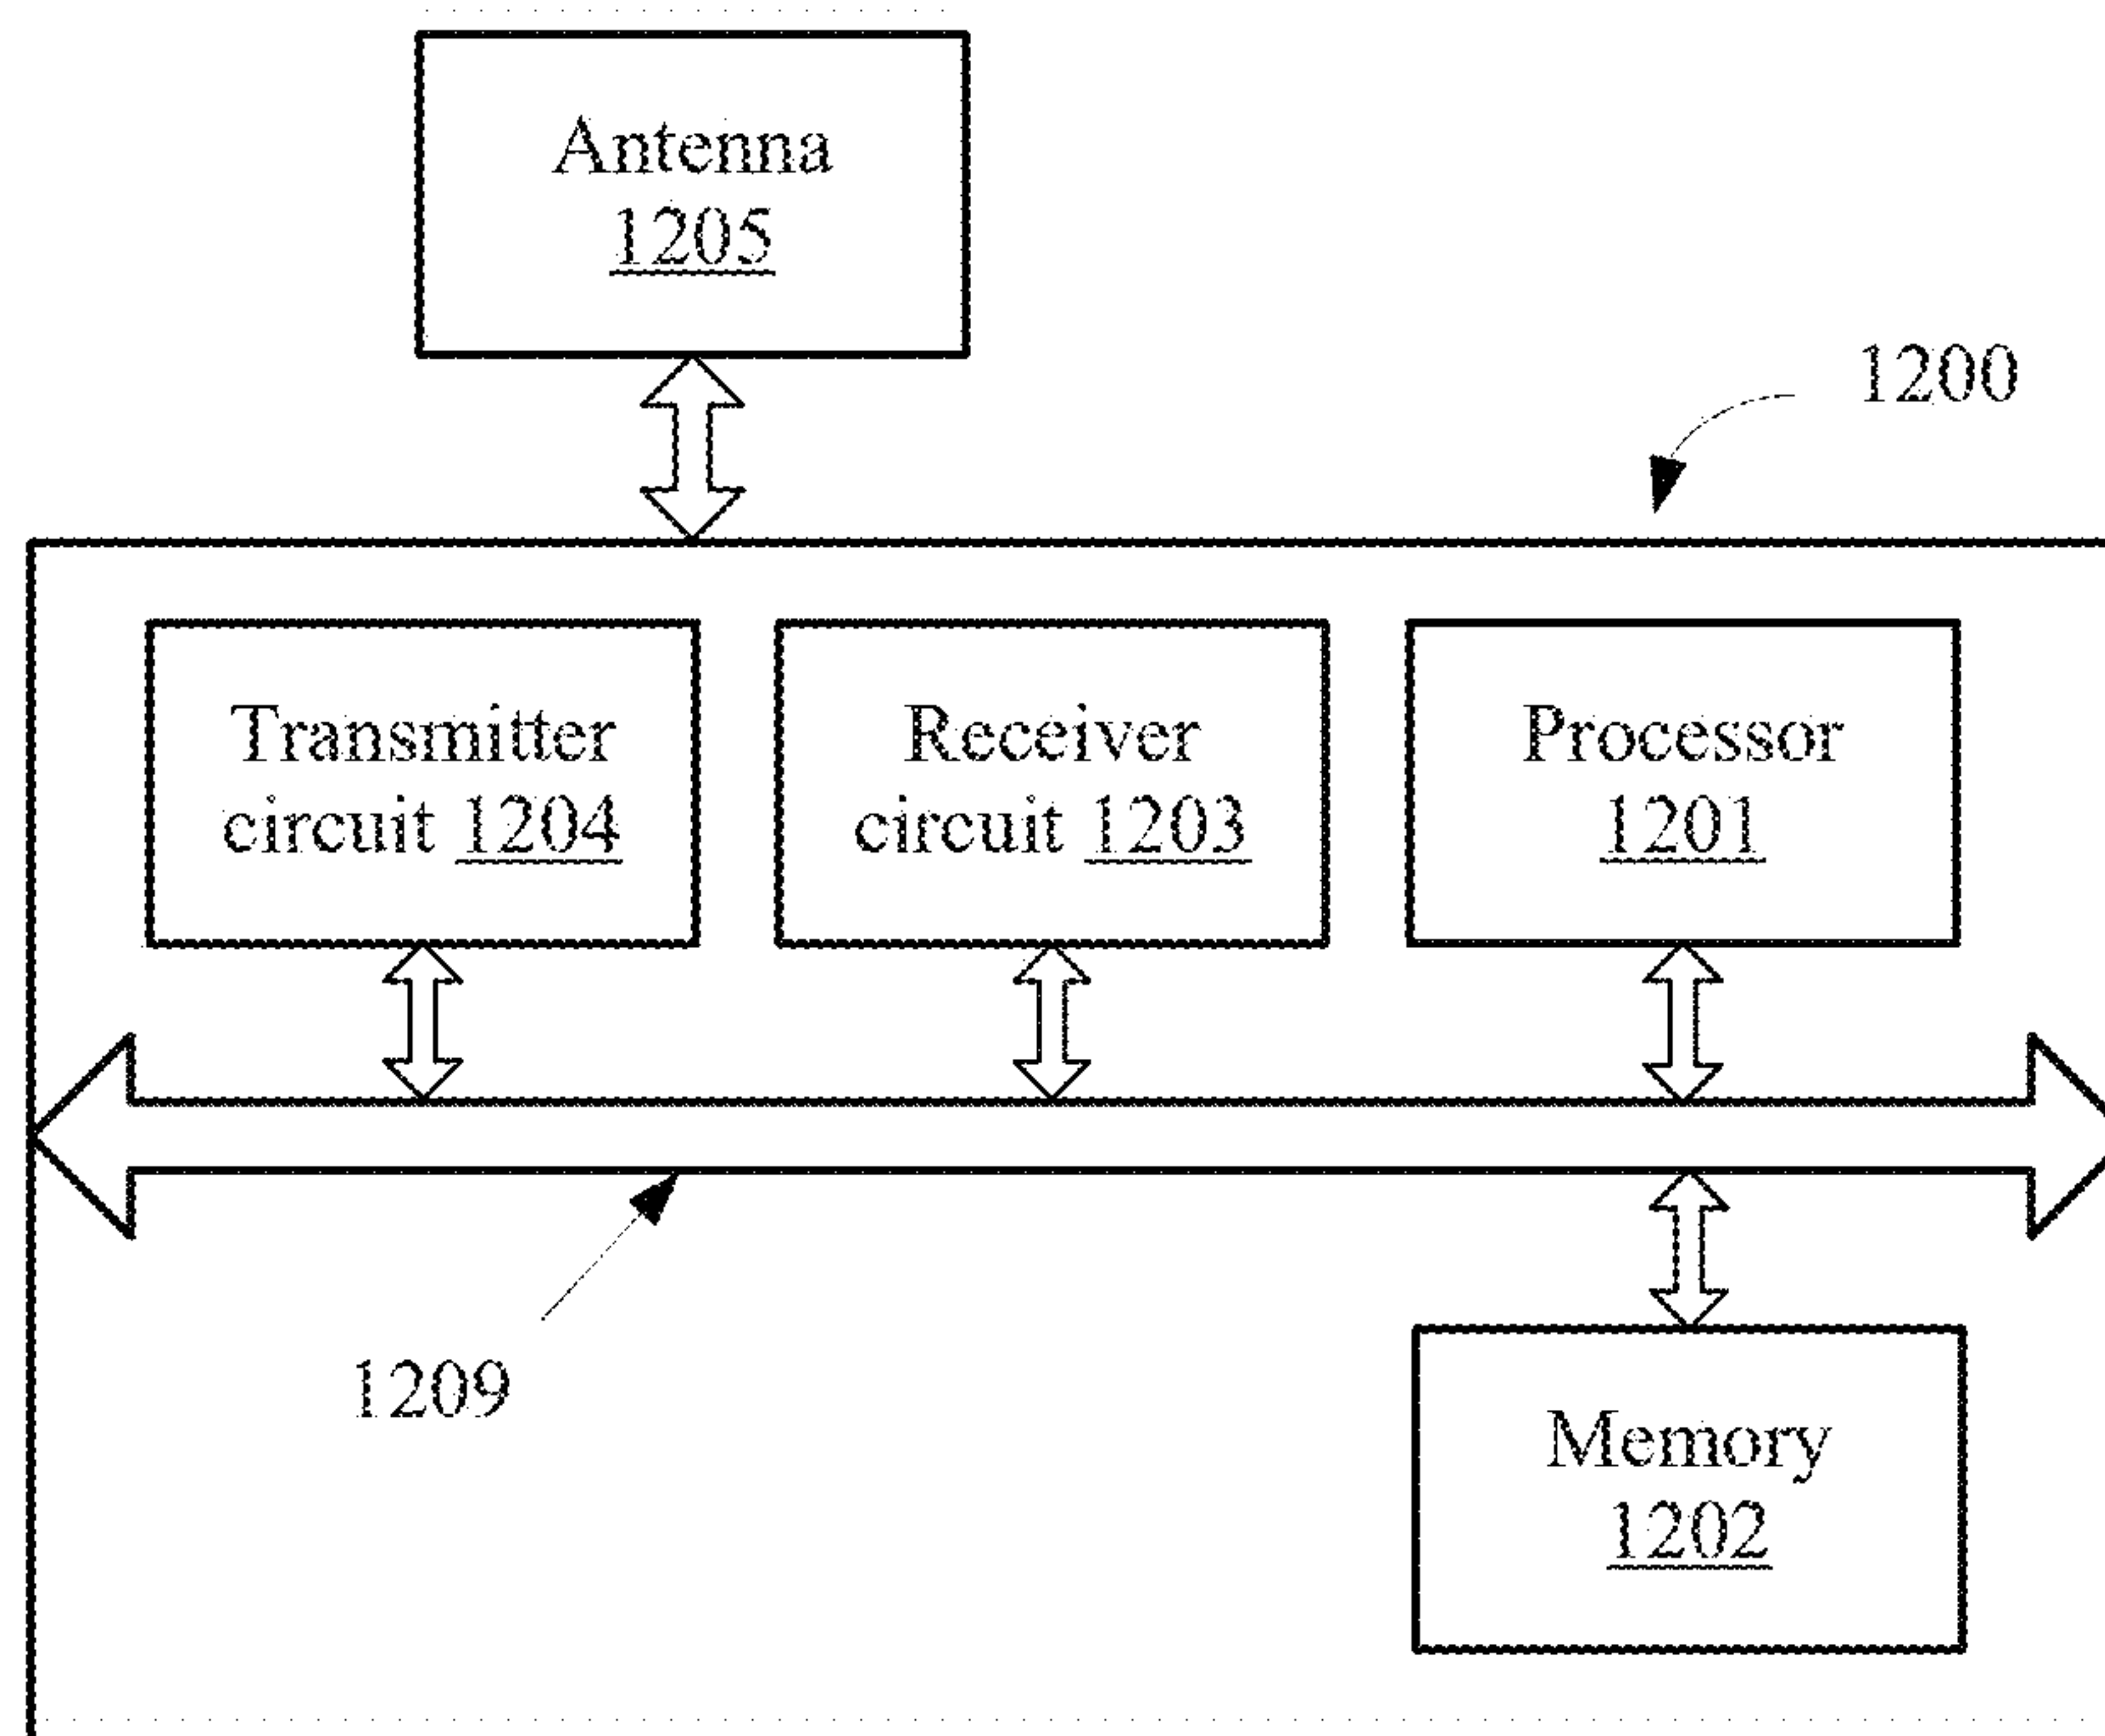 Antenna
1205
1200
Transmitter
circuit 1204
Receiver
circuit 1203
Processor
1201
1209
Memory
1202